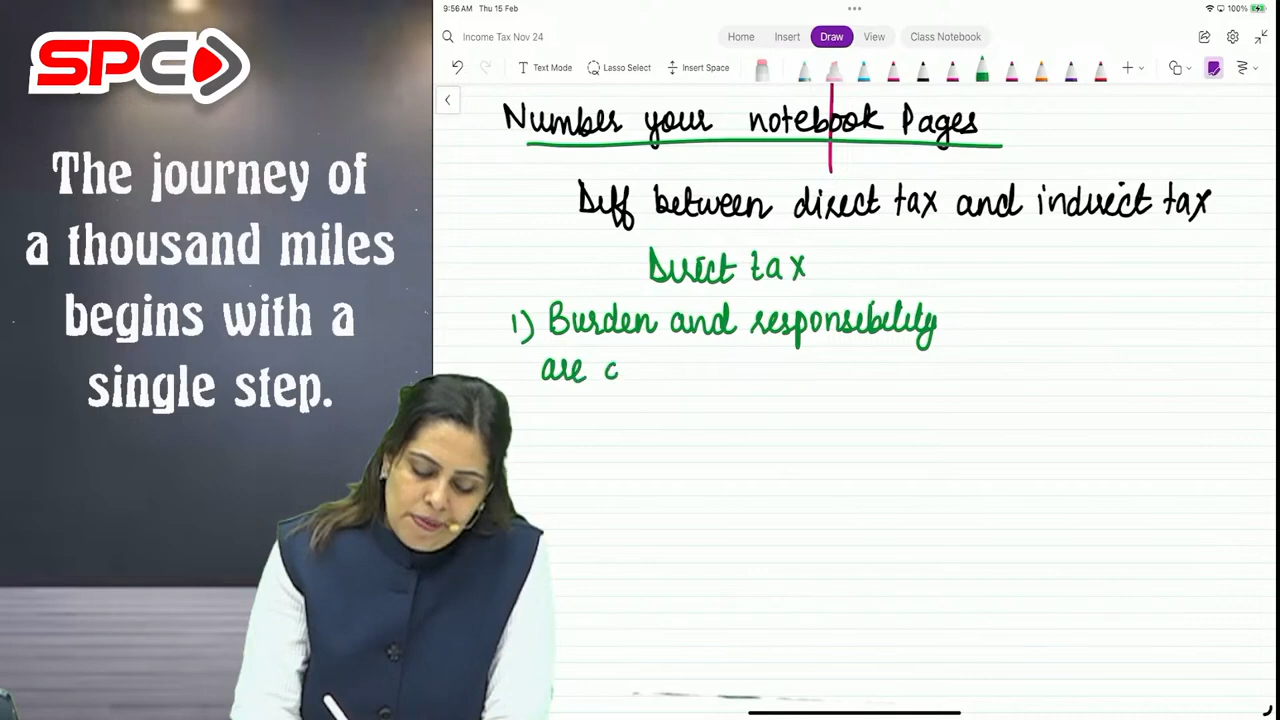 9:56 AM Thu 15 Feb
100%
SPC
The journey of
a thousand miles
begins with a
single step.
Income Tax Nov 24
Home Insert Draw View Class Notebook
Text Mode Lasso Select Insert Space
Number your notebook Pages
Diff between direct tax and indirect tax
Direct tax
1) Burden and responsibility
are c